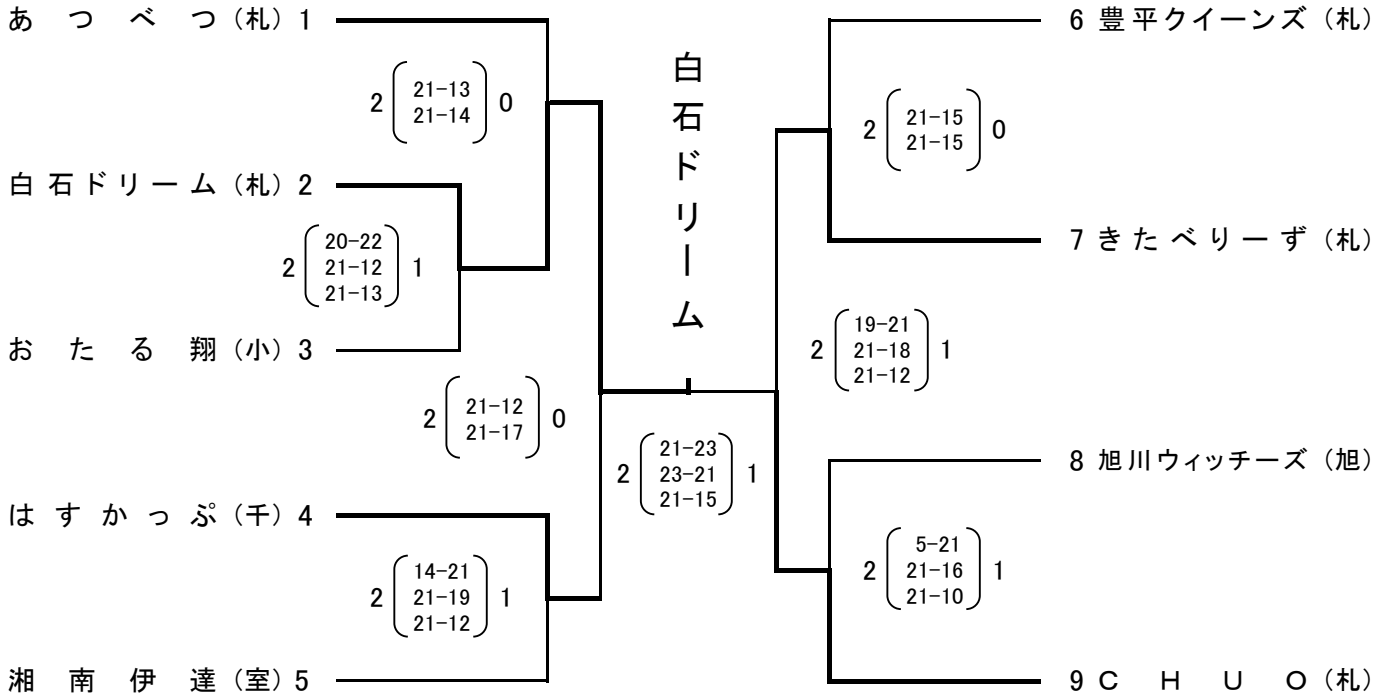 あつべつ（札）1
2 21-13 0
21-14
白石ドリーム（札）2
2 20-22 1
21-12
21-13
おたる翔（小）3
2 21-12 0
21-17
はすかっぷ（千）4
2 14-21 1
21-19
21-12
湘南伊達（室）5
白石ドリーム
2 21-23 1
23-21
21-15
6 豊平クイーンズ（札）
2 21-15 0
21-15
7 きたべりーず（札）
2 19-21 1
21-18
21-12
8 旭川ウィッチーズ（旭）
2 5-21 1
21-16
21-10
9 CHUO（札）